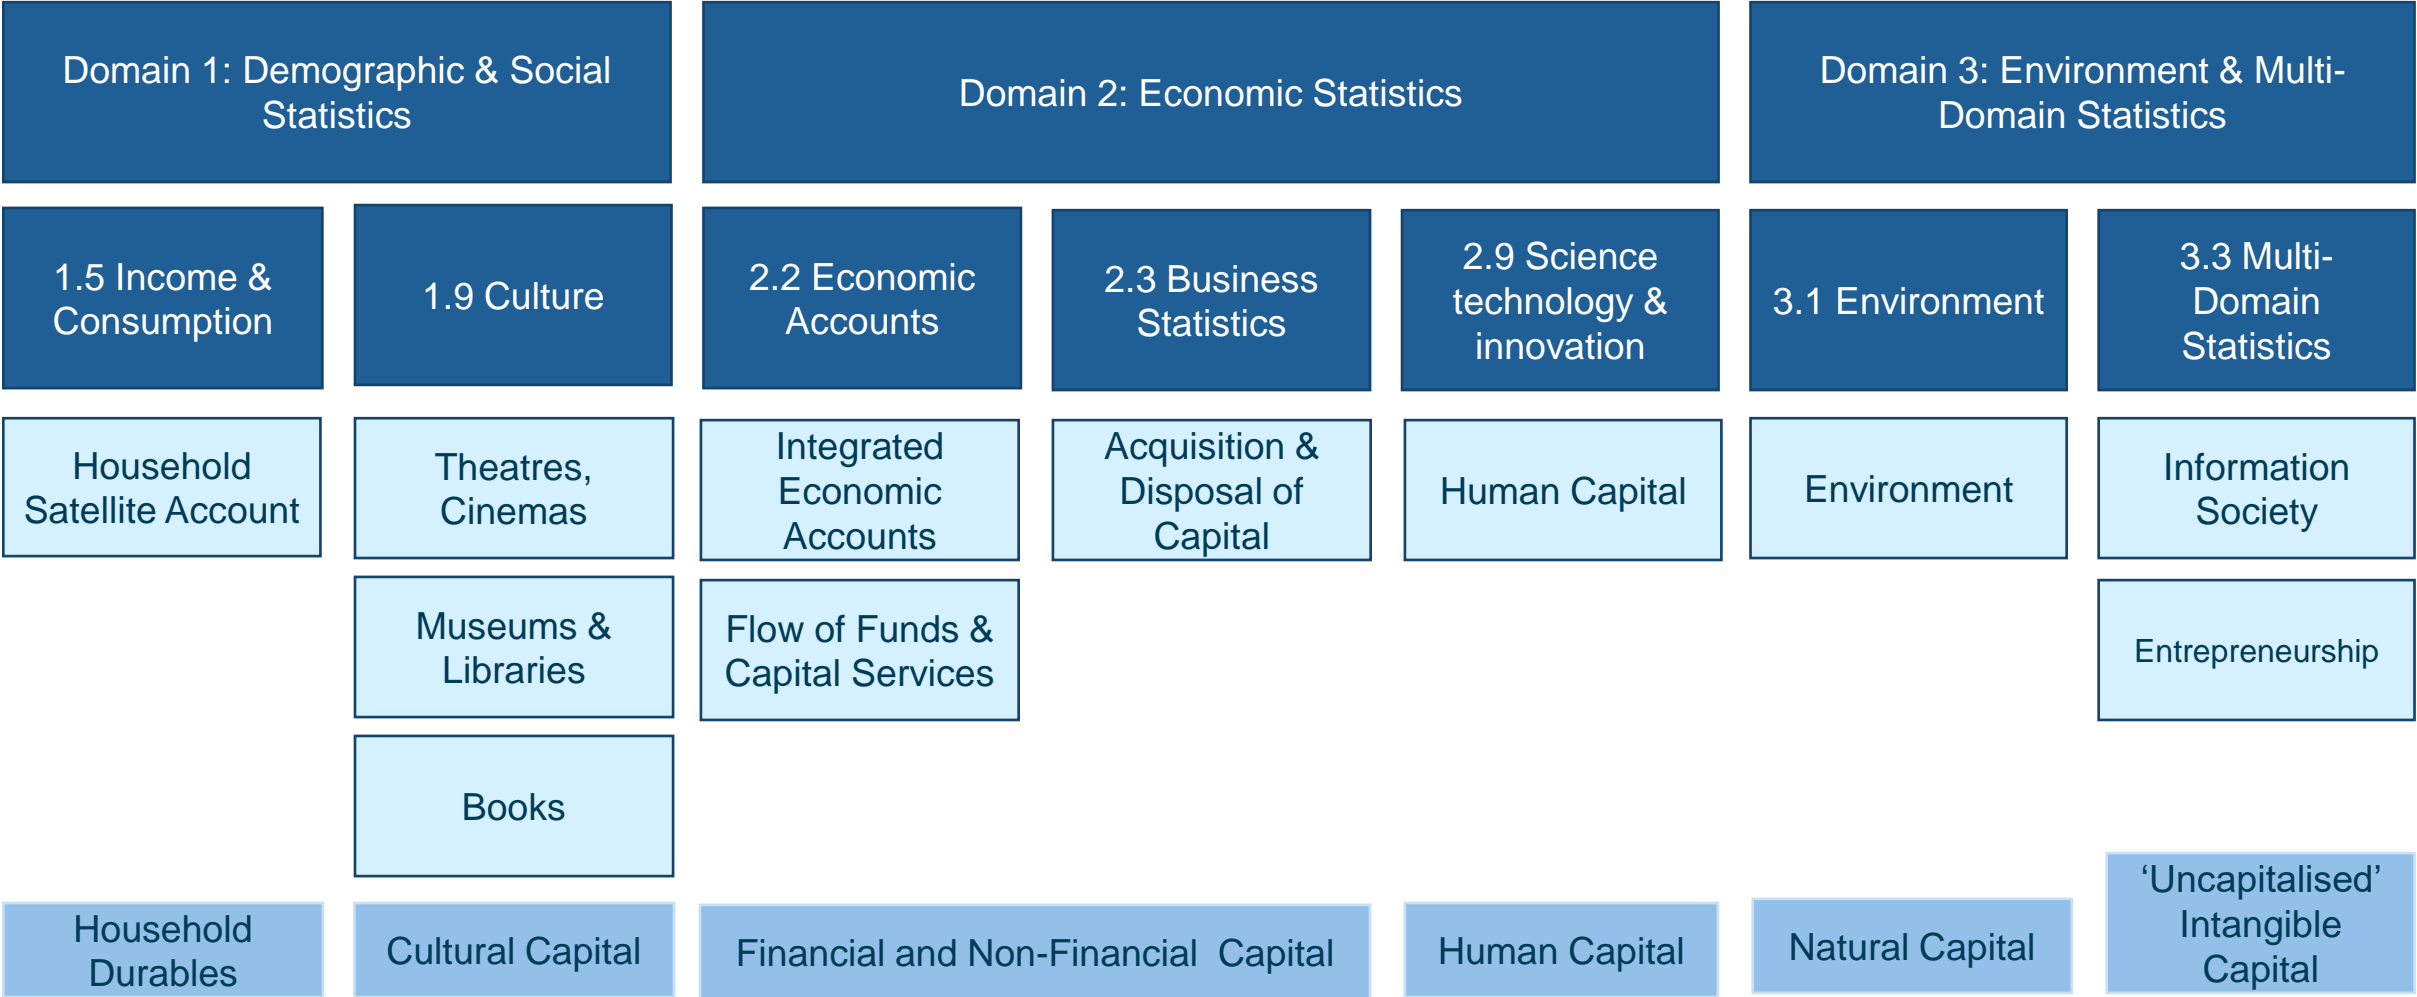 Domain 1: Demographic & Social
Statistics
Domain 2: Economic Statistics
Domain 3: Environment & Multi-
Domain Statistics
1.5 Income &
Consumption
1.9 Culture
2.2 Economic
Accounts
2.3 Business
Statistics
2.9 Science
technology &
innovation
3.1 Environment
3.3 Multi-
Domain
Statistics
Household
Satellite Account
Theatres,
Cinemas
Integrated
Economic
Accounts
Acquisition &
Disposal of
Capital
Human Capital
Environment
Information
Society
Museums &
Libraries
Flow of Funds &
Capital Services
Entrepreneurship
Books
Household
Durables
Cultural Capital
Financial and Non-Financial  Capital
Human Capital
Natural Capital
‘Uncapitalised’
Intangible
Capital